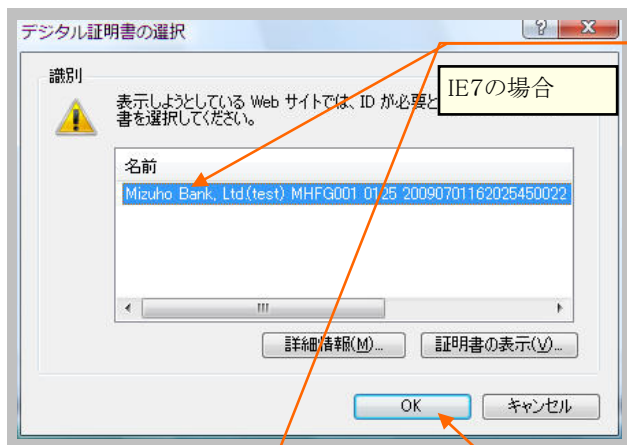 デジタル証明書の選択
識別
IE7の場合
表示しようとしている Web サイトでは、ID が必要と
書を選択してください。
名前
Mizuho Bank, Ltd.(test) MHFG001 0125 20090701162025450022
詳細情報(M)...
証明書の表示(V)...
OK
キャンセル